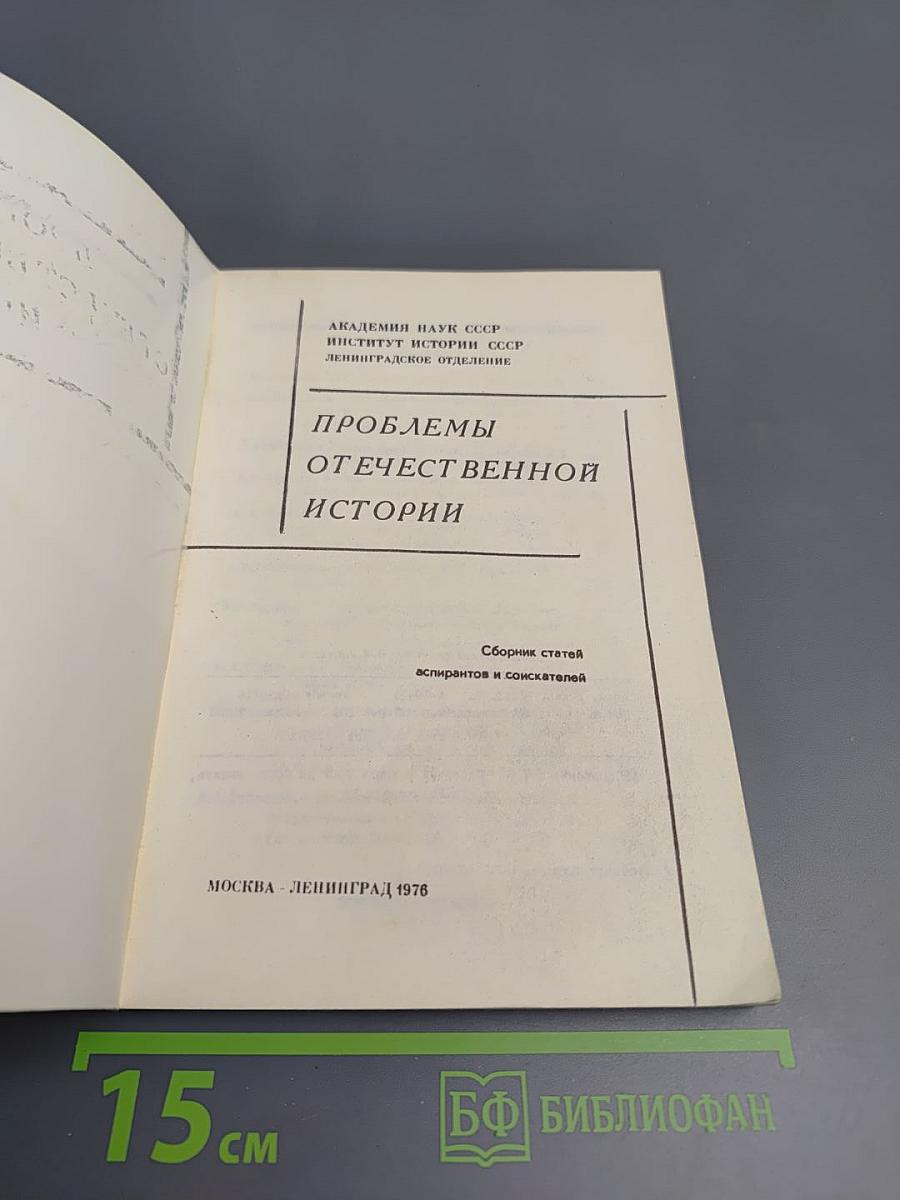 АКАДЕМИЯ НАУК СССР
ИНСТИТУТ ИСТОРИИ СССР
ЛЕНИНГРАДСКОЕ ОТДЕЛЕНИЕ
ПРОБЛЕМЫ
ОТЕЧЕСТВЕННОЙ
ИСТОРИИ
Сборник статей
аспирантов и соискателей
МОСКВА - ЛЕНИНГРАД 1976
15 см
БФ БИБЛИОФАН